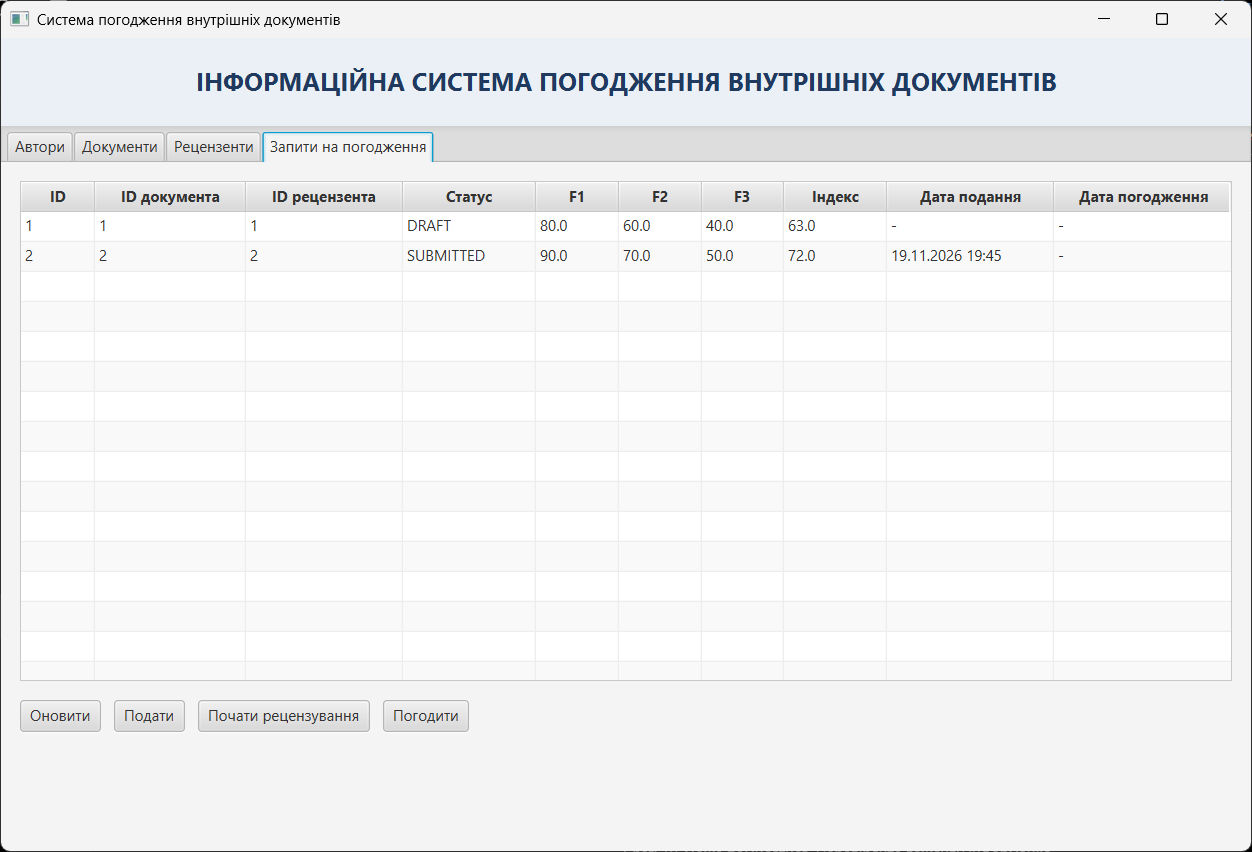 Система погодження внутрішніх документів
ІНФОРМАЦІЙНА СИСТЕМА ПОГОДЖЕННЯ ВНУТРІШНІХ ДОКУМЕНТІВ
Автори Документи Рецензенти Запити на погодження
ID ID документа ID рецензента Статус F1 F2 F3 Індекс Дата подання Дата погодження
1 1 1 DRAFT 80.0 60.0 40.0 63.0 - -
2 2 2 SUBMITTED 90.0 70.0 50.0 72.0 19.11.2026 19:45 -
Оновити Подати Почати рецензування Погодити